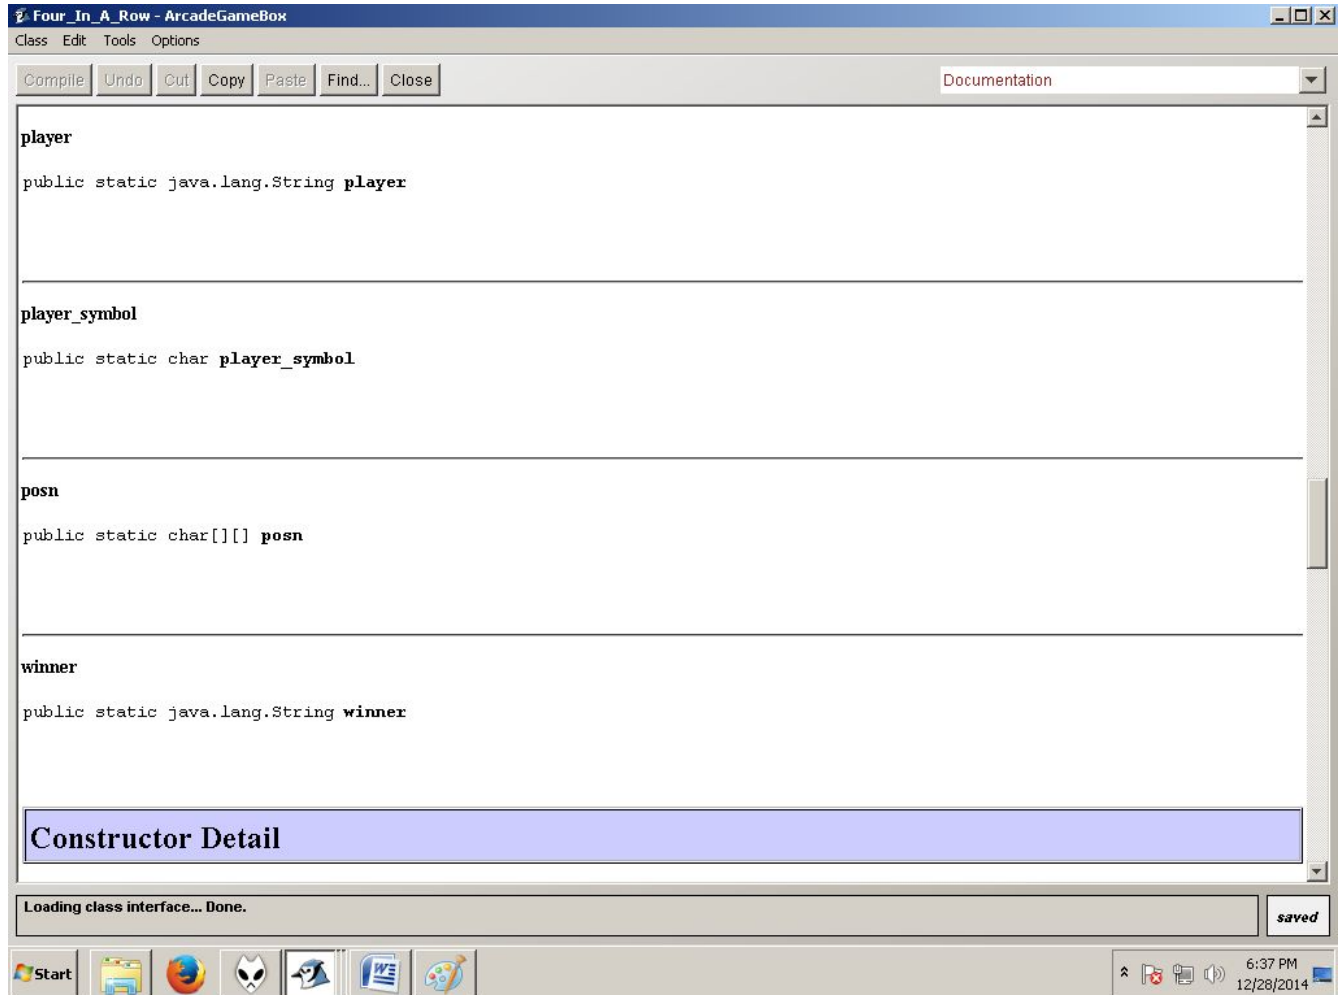 Four_In_A_Row - ArcadeGameBox
Class Edit Tools Options
Compile Undo Cut Copy Paste Find... Close Documentation
player
public static java.lang.String player
player_symbol
public static char player_symbol
posn
public static char[][] posn
winner
public static java.lang.String winner
Constructor Detail
Loading class interface... Done.
saved
Start
6:37 PM
12/28/2014